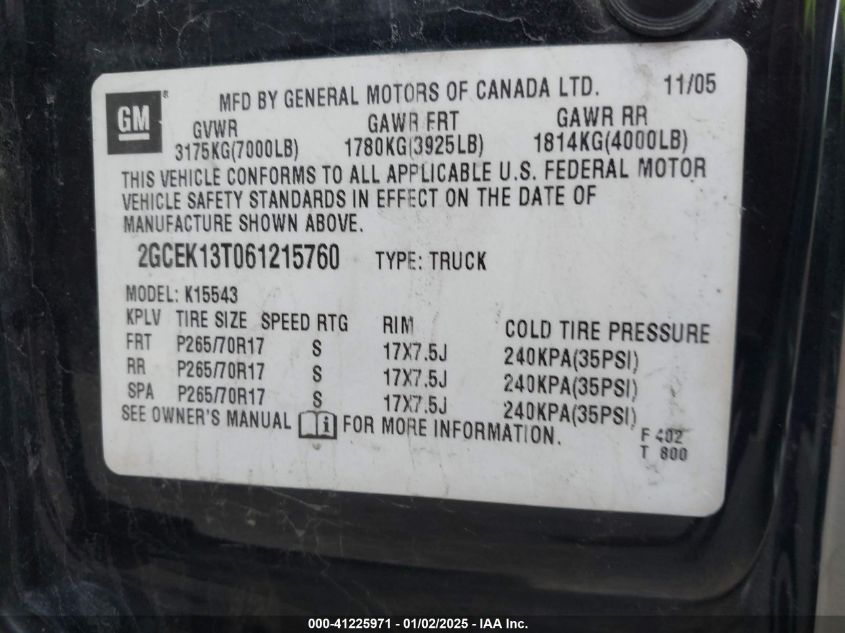 GM ® MFD BY GENERAL MOTORS OF CANADA LTD. 11/05
GVWR GAWR FRT GAWR RR
3175KG(7000LB) 1780KG(3925LB) 1814KG(4000LB)
THIS VEHICLE CONFORMS TO ALL APPLICABLE U.S. FEDERAL MOTOR
VEHICLE SAFETY STANDARDS IN EFFECT ON THE DATE OF
MANUFACTURE SHOWN ABOVE.
2GCEK13T061215760 TYPE: TRUCK
MODEL: K15543
KPLV TIRE SIZE SPEED RTG RIM COLD TIRE PRESSURE
FRT P265/70R17 S 17X7.5J 240KPA(35PSI)
RR P265/70R17 S 17X7.5J 240KPA(35PSI)
SPA P265/70R17 S 17X7.5J 240KPA(35PSI)
SEE OWNER'S MANUAL i FOR MORE INFORMATION.
F 402
T 800
000-41225971 - 01/02/2025 - IAA Inc.